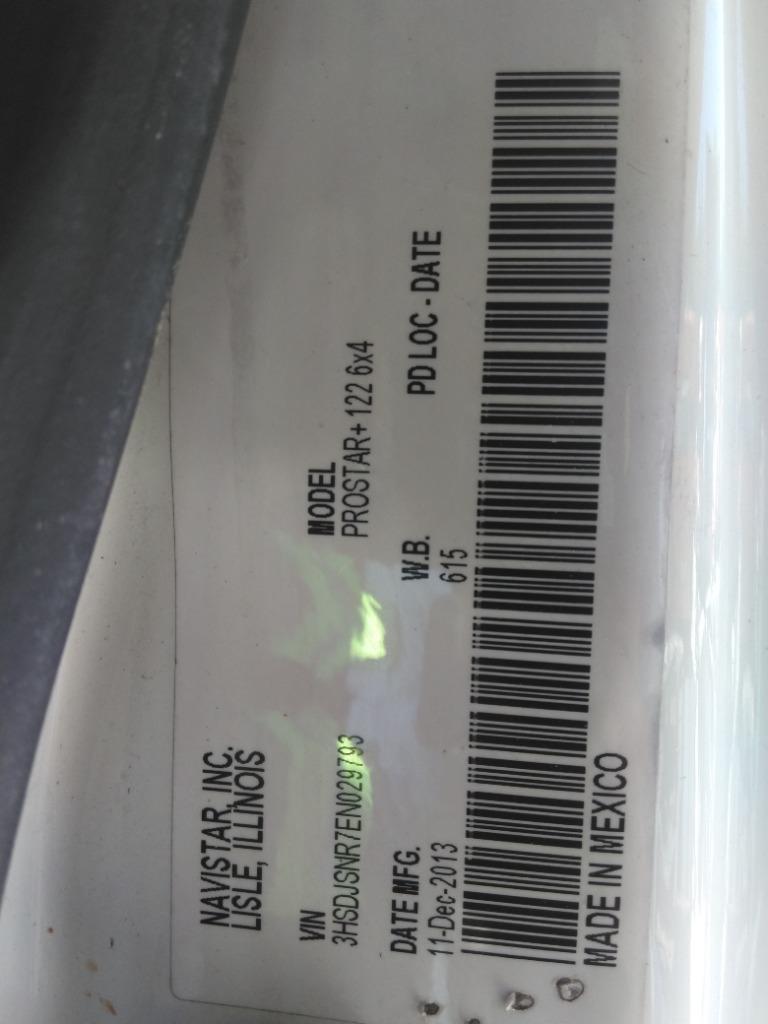 NAVISTAR, INC.
LISLE, ILLINOIS
VIN
3HSDJSNR7EN029793
MODEL
PROSTAR+ 122 6x4
DATE MFG.
11-Dec-2013
W.B.
615
PD LOC - DATE
MADE IN MEXICO